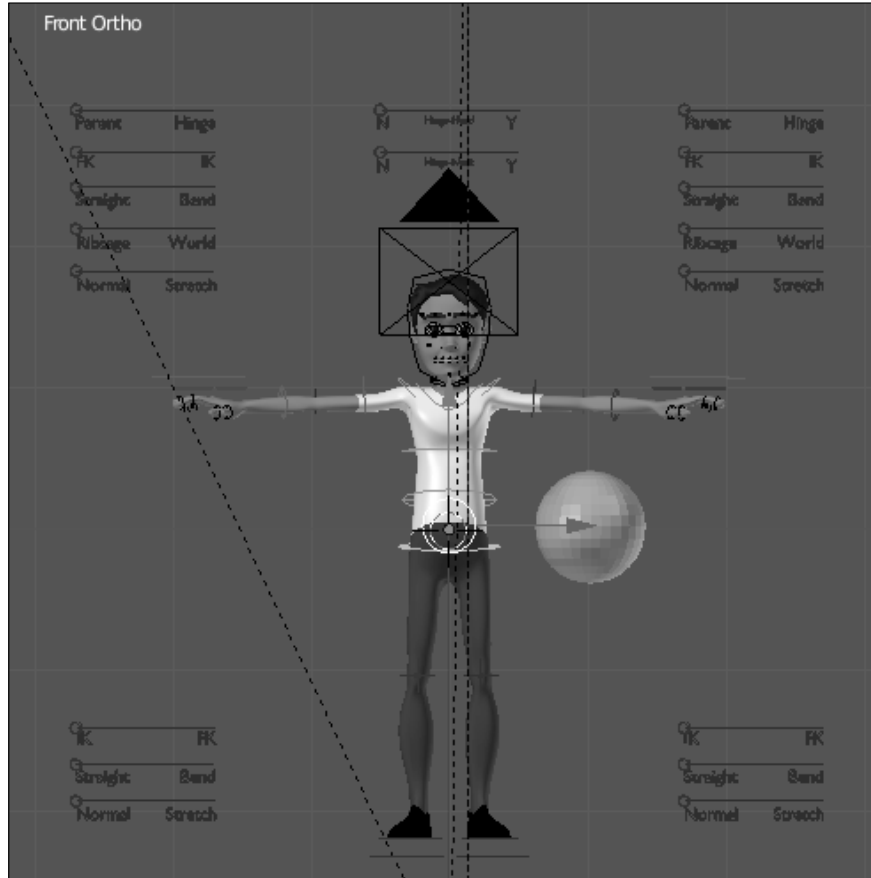 Front Ortho
Parent Hinge N Y Parent Hinge
FK IK N Y FK IK
Straight Bend Straight Bend
Ribcage World Ribcage World
Normal Stretch Normal Stretch
IK FK IK FK
Straight Bend Straight Bend
Normal Stretch Normal Stretch